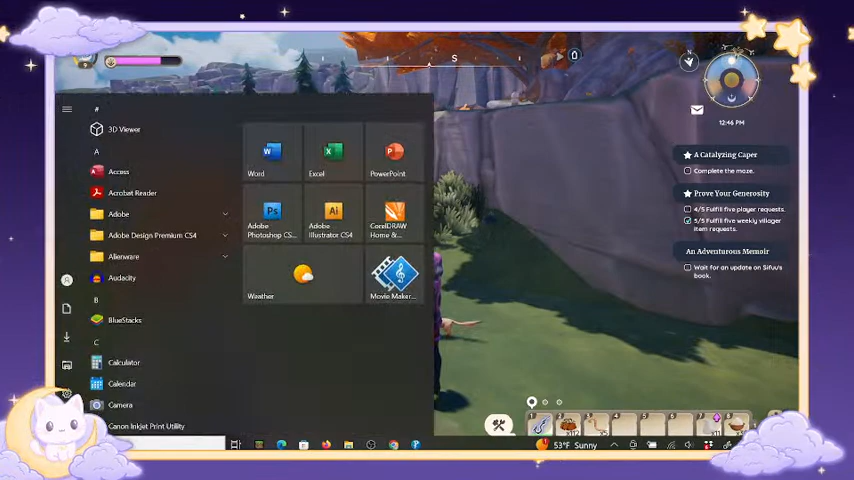 S
N
12:46 PM
A Catalyzing Caper
Complete the maze.
Prove Your Generosity
4/5 Fulfill five player requests.
5/5 Fulfill five weekly villager
item requests.
An Adventurous Memoir
Wait for an update on Sifuu's
book.
#
3D Viewer
A
Access
Acrobat Reader
Adobe
Adobe Design Premium CS4
Alienware
Audacity
B
BlueStacks
C
Calculator
Calendar
Camera
Canon Inkjet Print Utility
Word
Excel
PowerPoint
Adobe
Photoshop CS...
Adobe
Illustrator CS4
CorelDRAW
Home &...
Weather
Movie Maker...
53°F Sunny